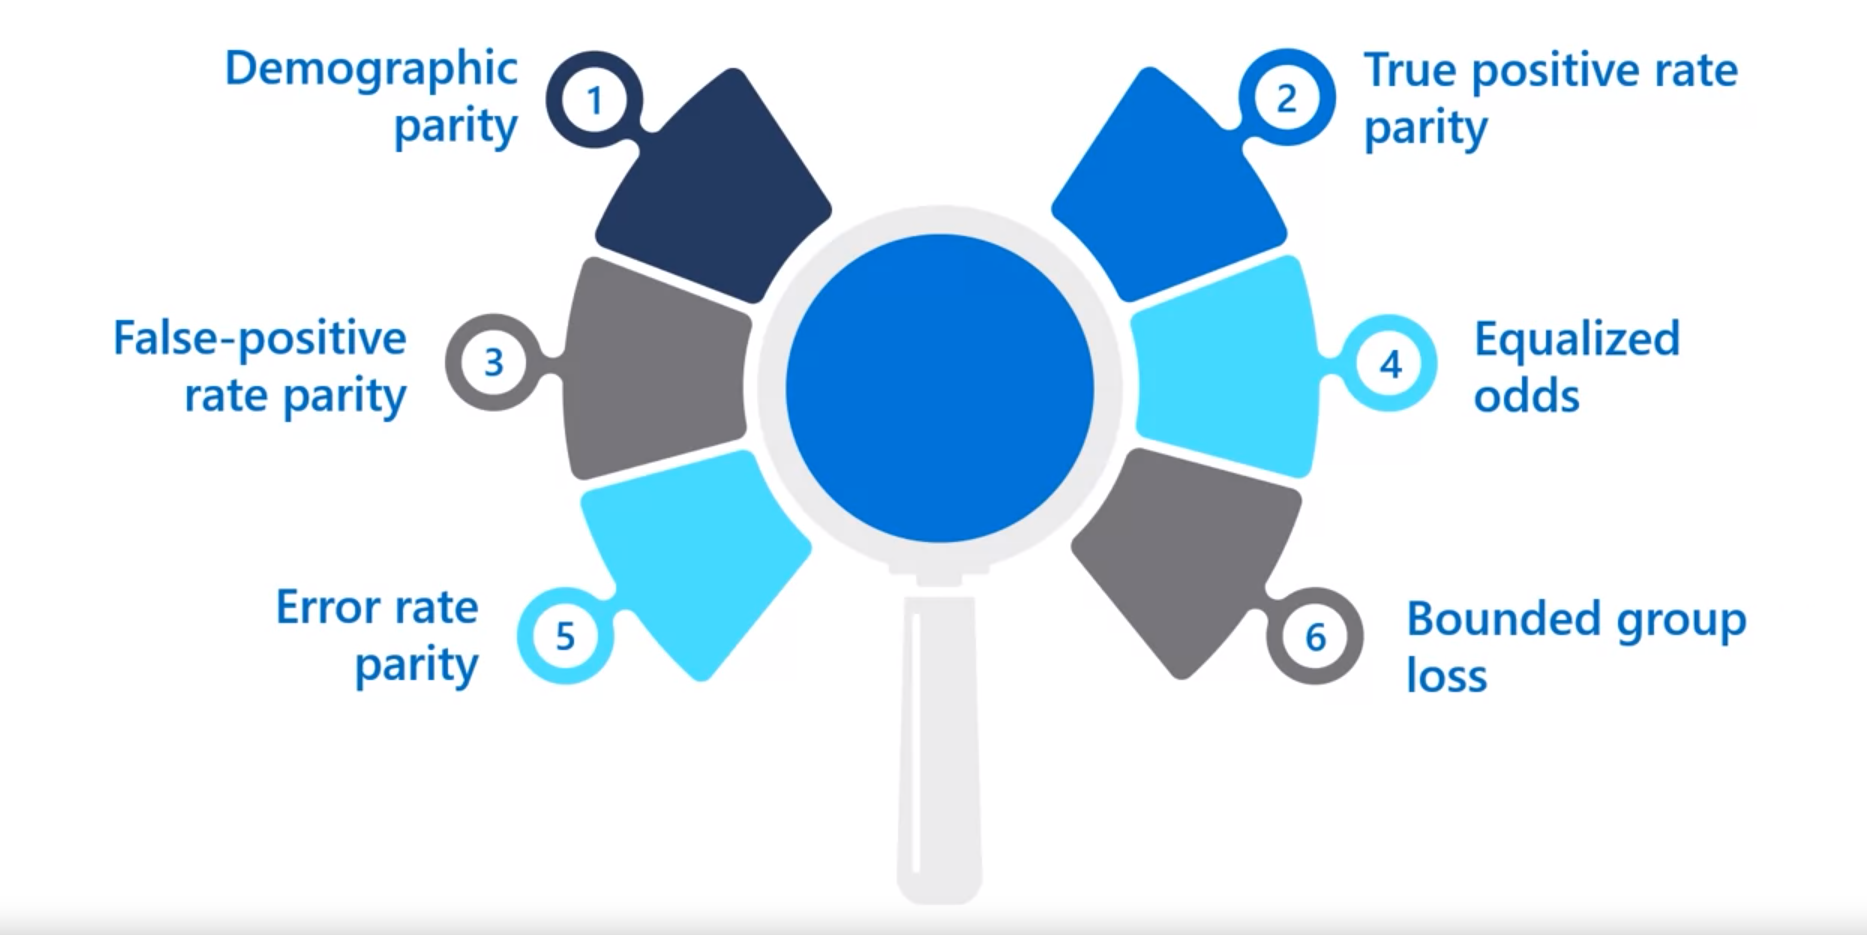 Demographic
parity
1
2
True positive rate
parity
False-positive
rate parity
3
4
Equalized
odds
Error rate
parity
5
6
Bounded group
loss